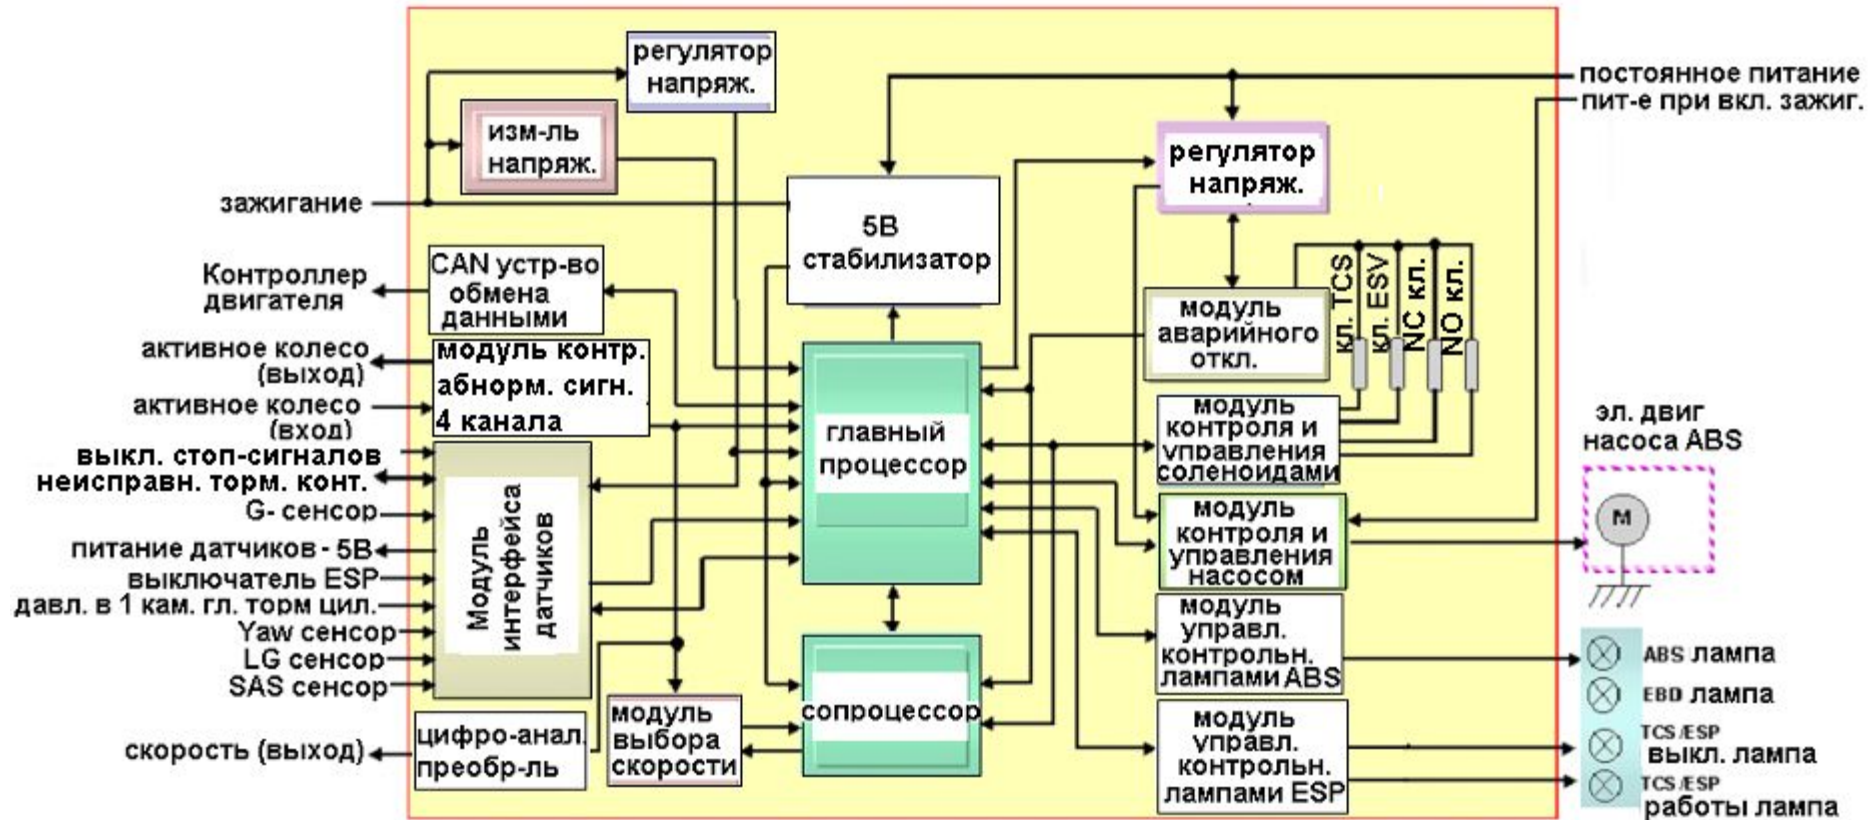 регулятор
напряж.
изм-ль
напряж.
зажигание
5В
стабилизатор
постоянное питание
пит-е при вкл. зажиг.
регулятор
напряж.
Контроллер
двигателя
CAN устр-во
обмена
данными
активное колесо
(выход)
активное колесо
(вход)
модуль контр.
абнорм. сигн.
4 канала
выкл. стоп-сигналов
неисправн. торм. конт.
G- сенсор
питание датчиков - 5В
выключатель ESP
давл. в 1 кам. гл. торм цил.
Yaw сенсор
LG сенсор
SAS сенсор
Модуль
интерфейса
датчиков
скорость (выход)
цифро-анал.
преобр-ль
модуль
выбора
скорости
главный
процессор
сопроцессор
модуль
аварийного
откл.
кл. TCS
кл. ESV
NC кл.
NO кл.
модуль
контроля и
управления
соленоидами
модуль
контроля и
управления
насосом
модуль
управл.
контрольн.
лампами ABS
модуль
управл.
контрольн.
лампами ESP
эл. двиг
насоса ABS
M
ABS лампа
EBD лампа
TCS/ESP
выкл. лампа
TCS/ESP
работы лампа